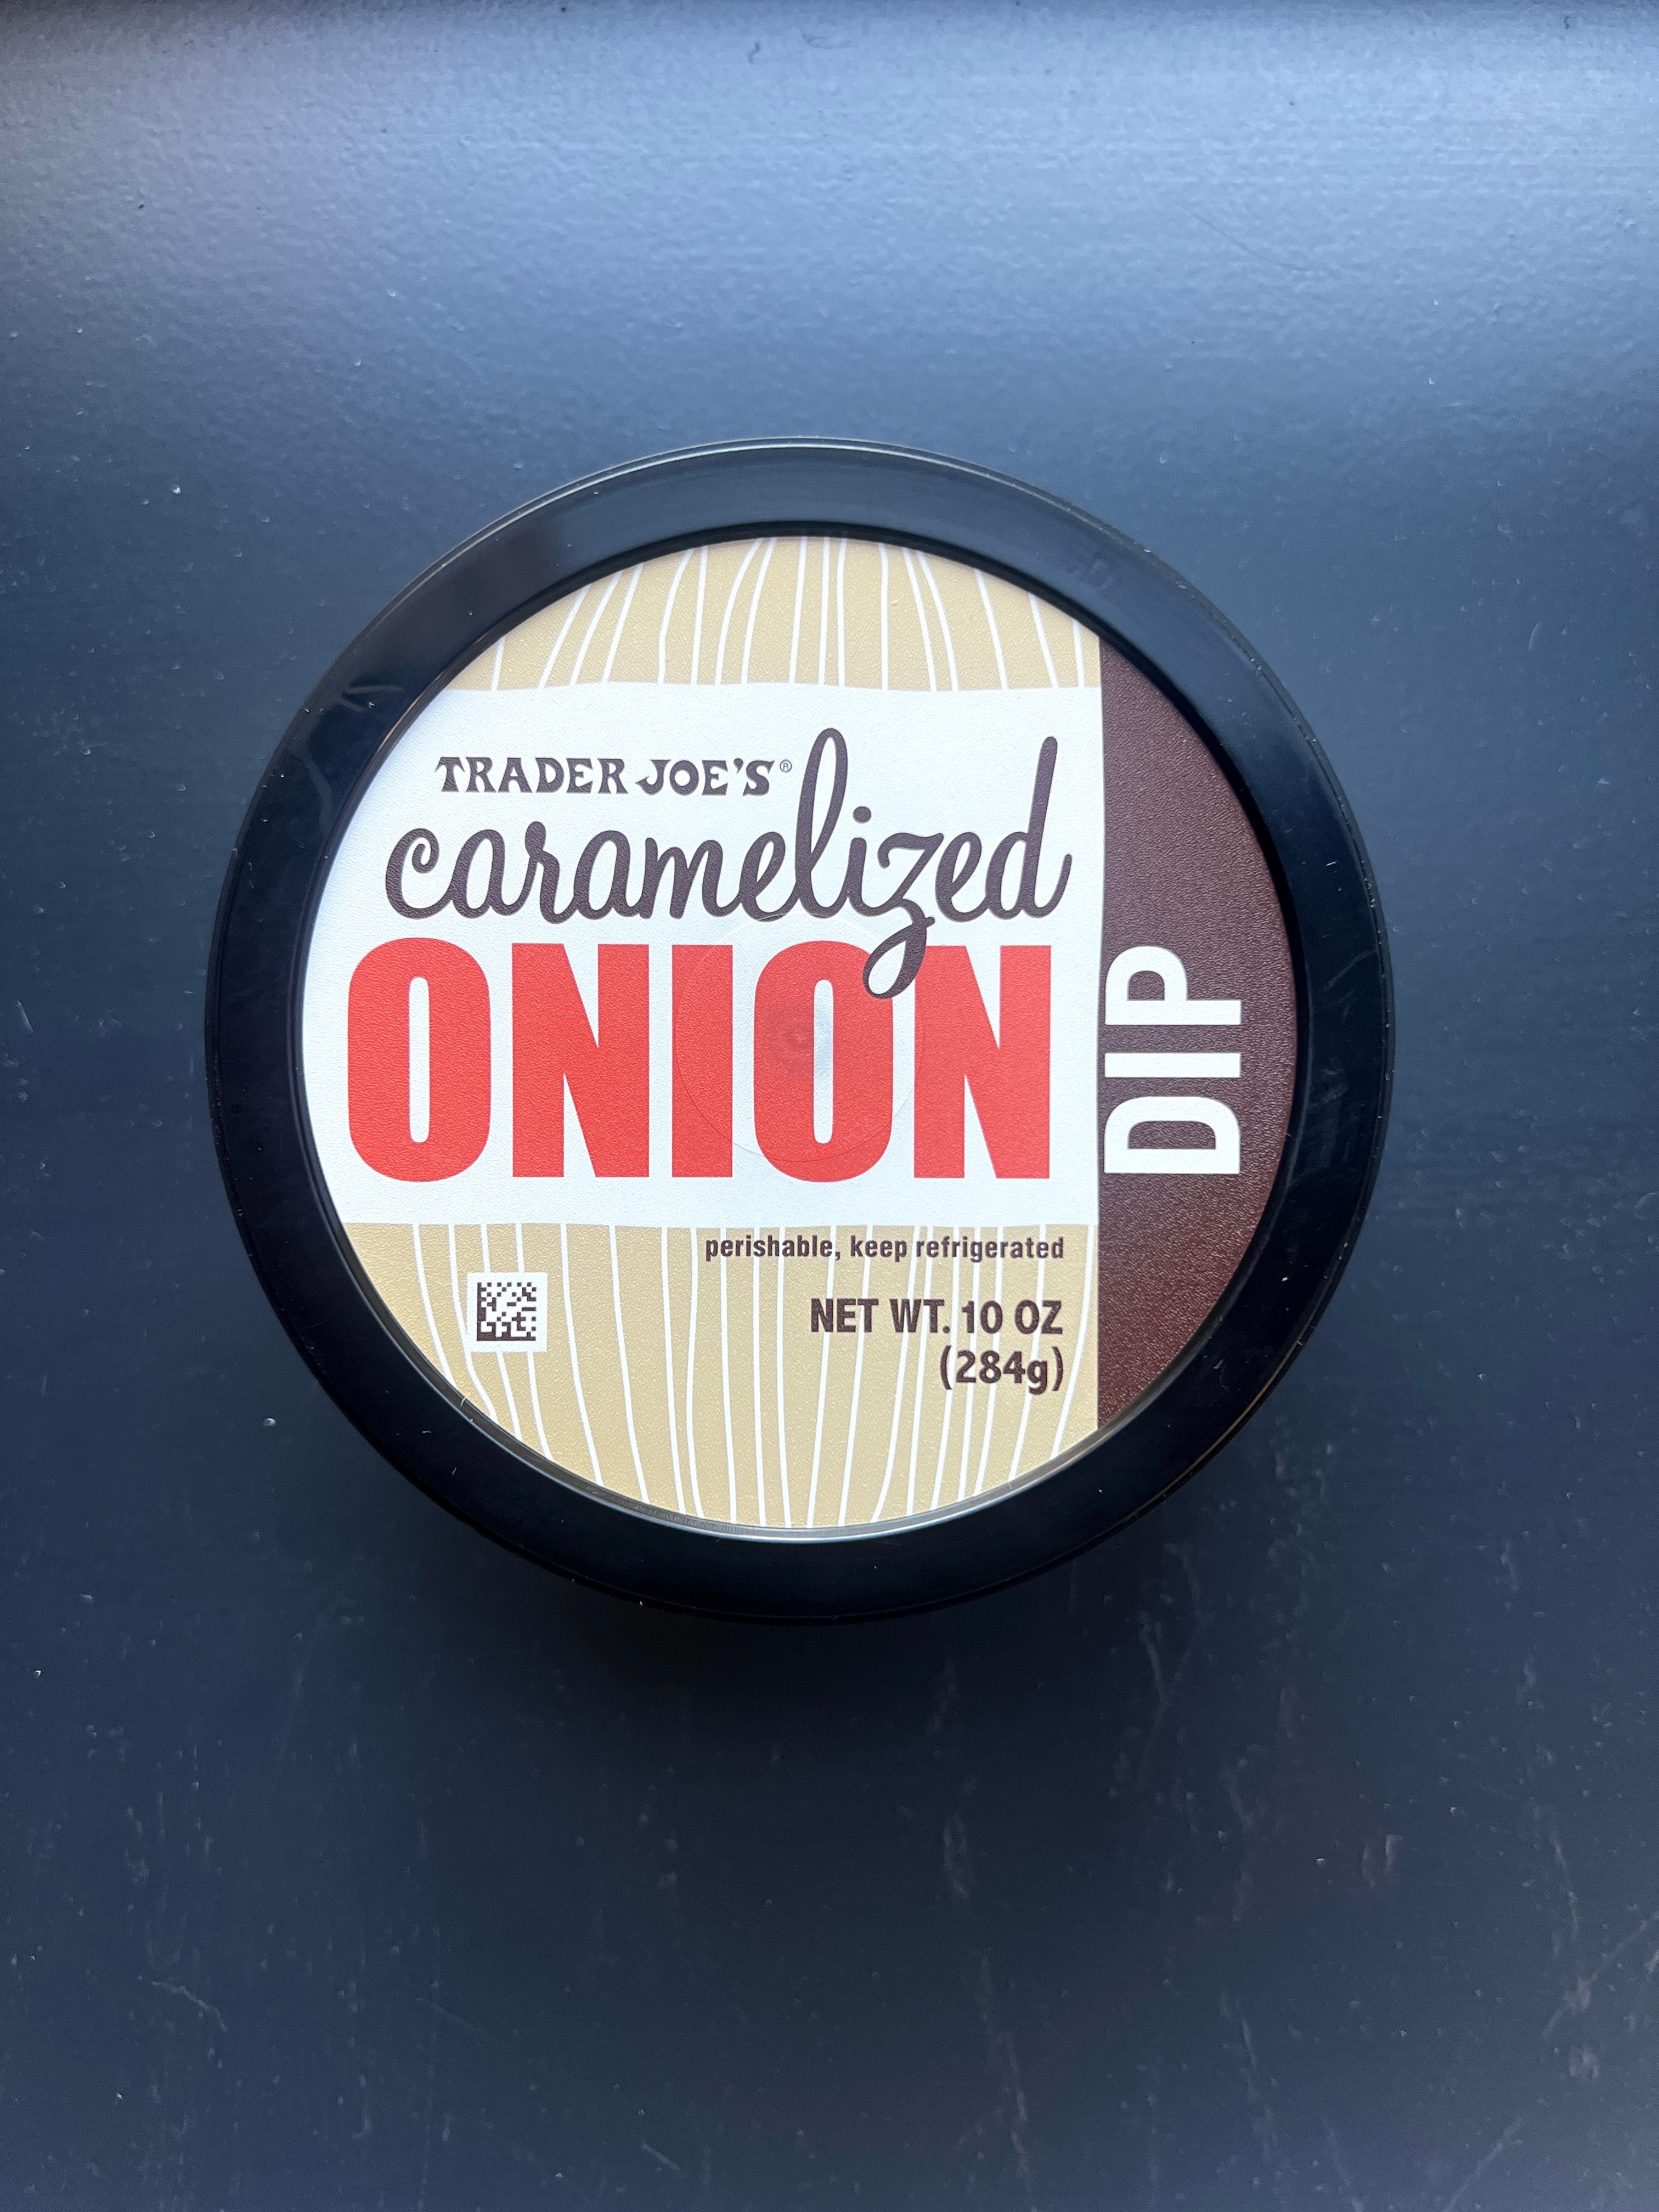 TRADER JOE'S®
caramelized
ONION
DIP
perishable, keep refrigerated
NET WT. 10 OZ
(284g)